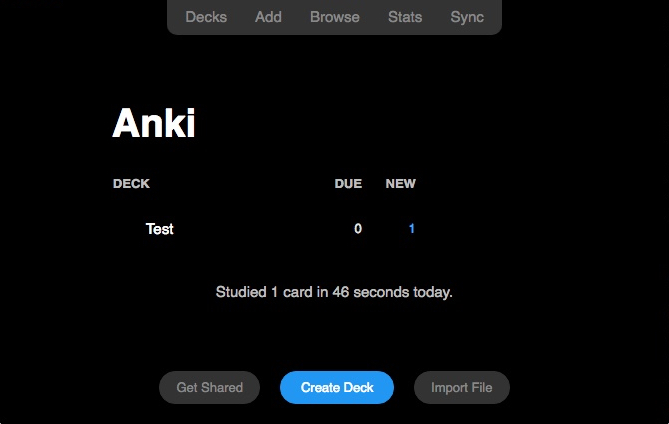 Decks Add Browse Stats Sync
Anki
DECK DUE NEW
Test 0 1
Studied 1 card in 46 seconds today.
Get Shared Create Deck Import File